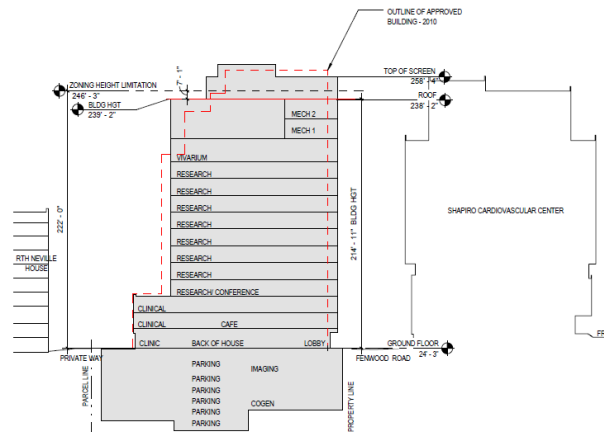 OUTLINE OF APPROVED
BUILDING - 2010
TOP OF SCREEN
258' - 4"
ZONING HEIGHT LIMITATION
246' - 3"
7' - 1"
BLDG HGT
239' - 2"
ROOF
238' - 2"
MECH 2
MECH 1
VIVARIUM
RESEARCH
RESEARCH
RESEARCH
RESEARCH
RESEARCH
RESEARCH
RESEARCH
RESEARCH/ CONFERENCE
CLINICAL
CLINICAL CAFE
CLINIC BACK OF HOUSE LOBBY
222' - 0"
214' - 11" BLDG HGT
SHAPIRO CARDIOVASCULAR CENTER
RTH NEVILLE
HOUSE
GROUND FLOOR
24' - 3"
FR
PRIVATE WAY
FENWOOD ROAD
PARCEL LINE
PROPERTY LINE
PARKING
IMAGING
PARKING
PARKING
PARKING
COGEN
PARKING